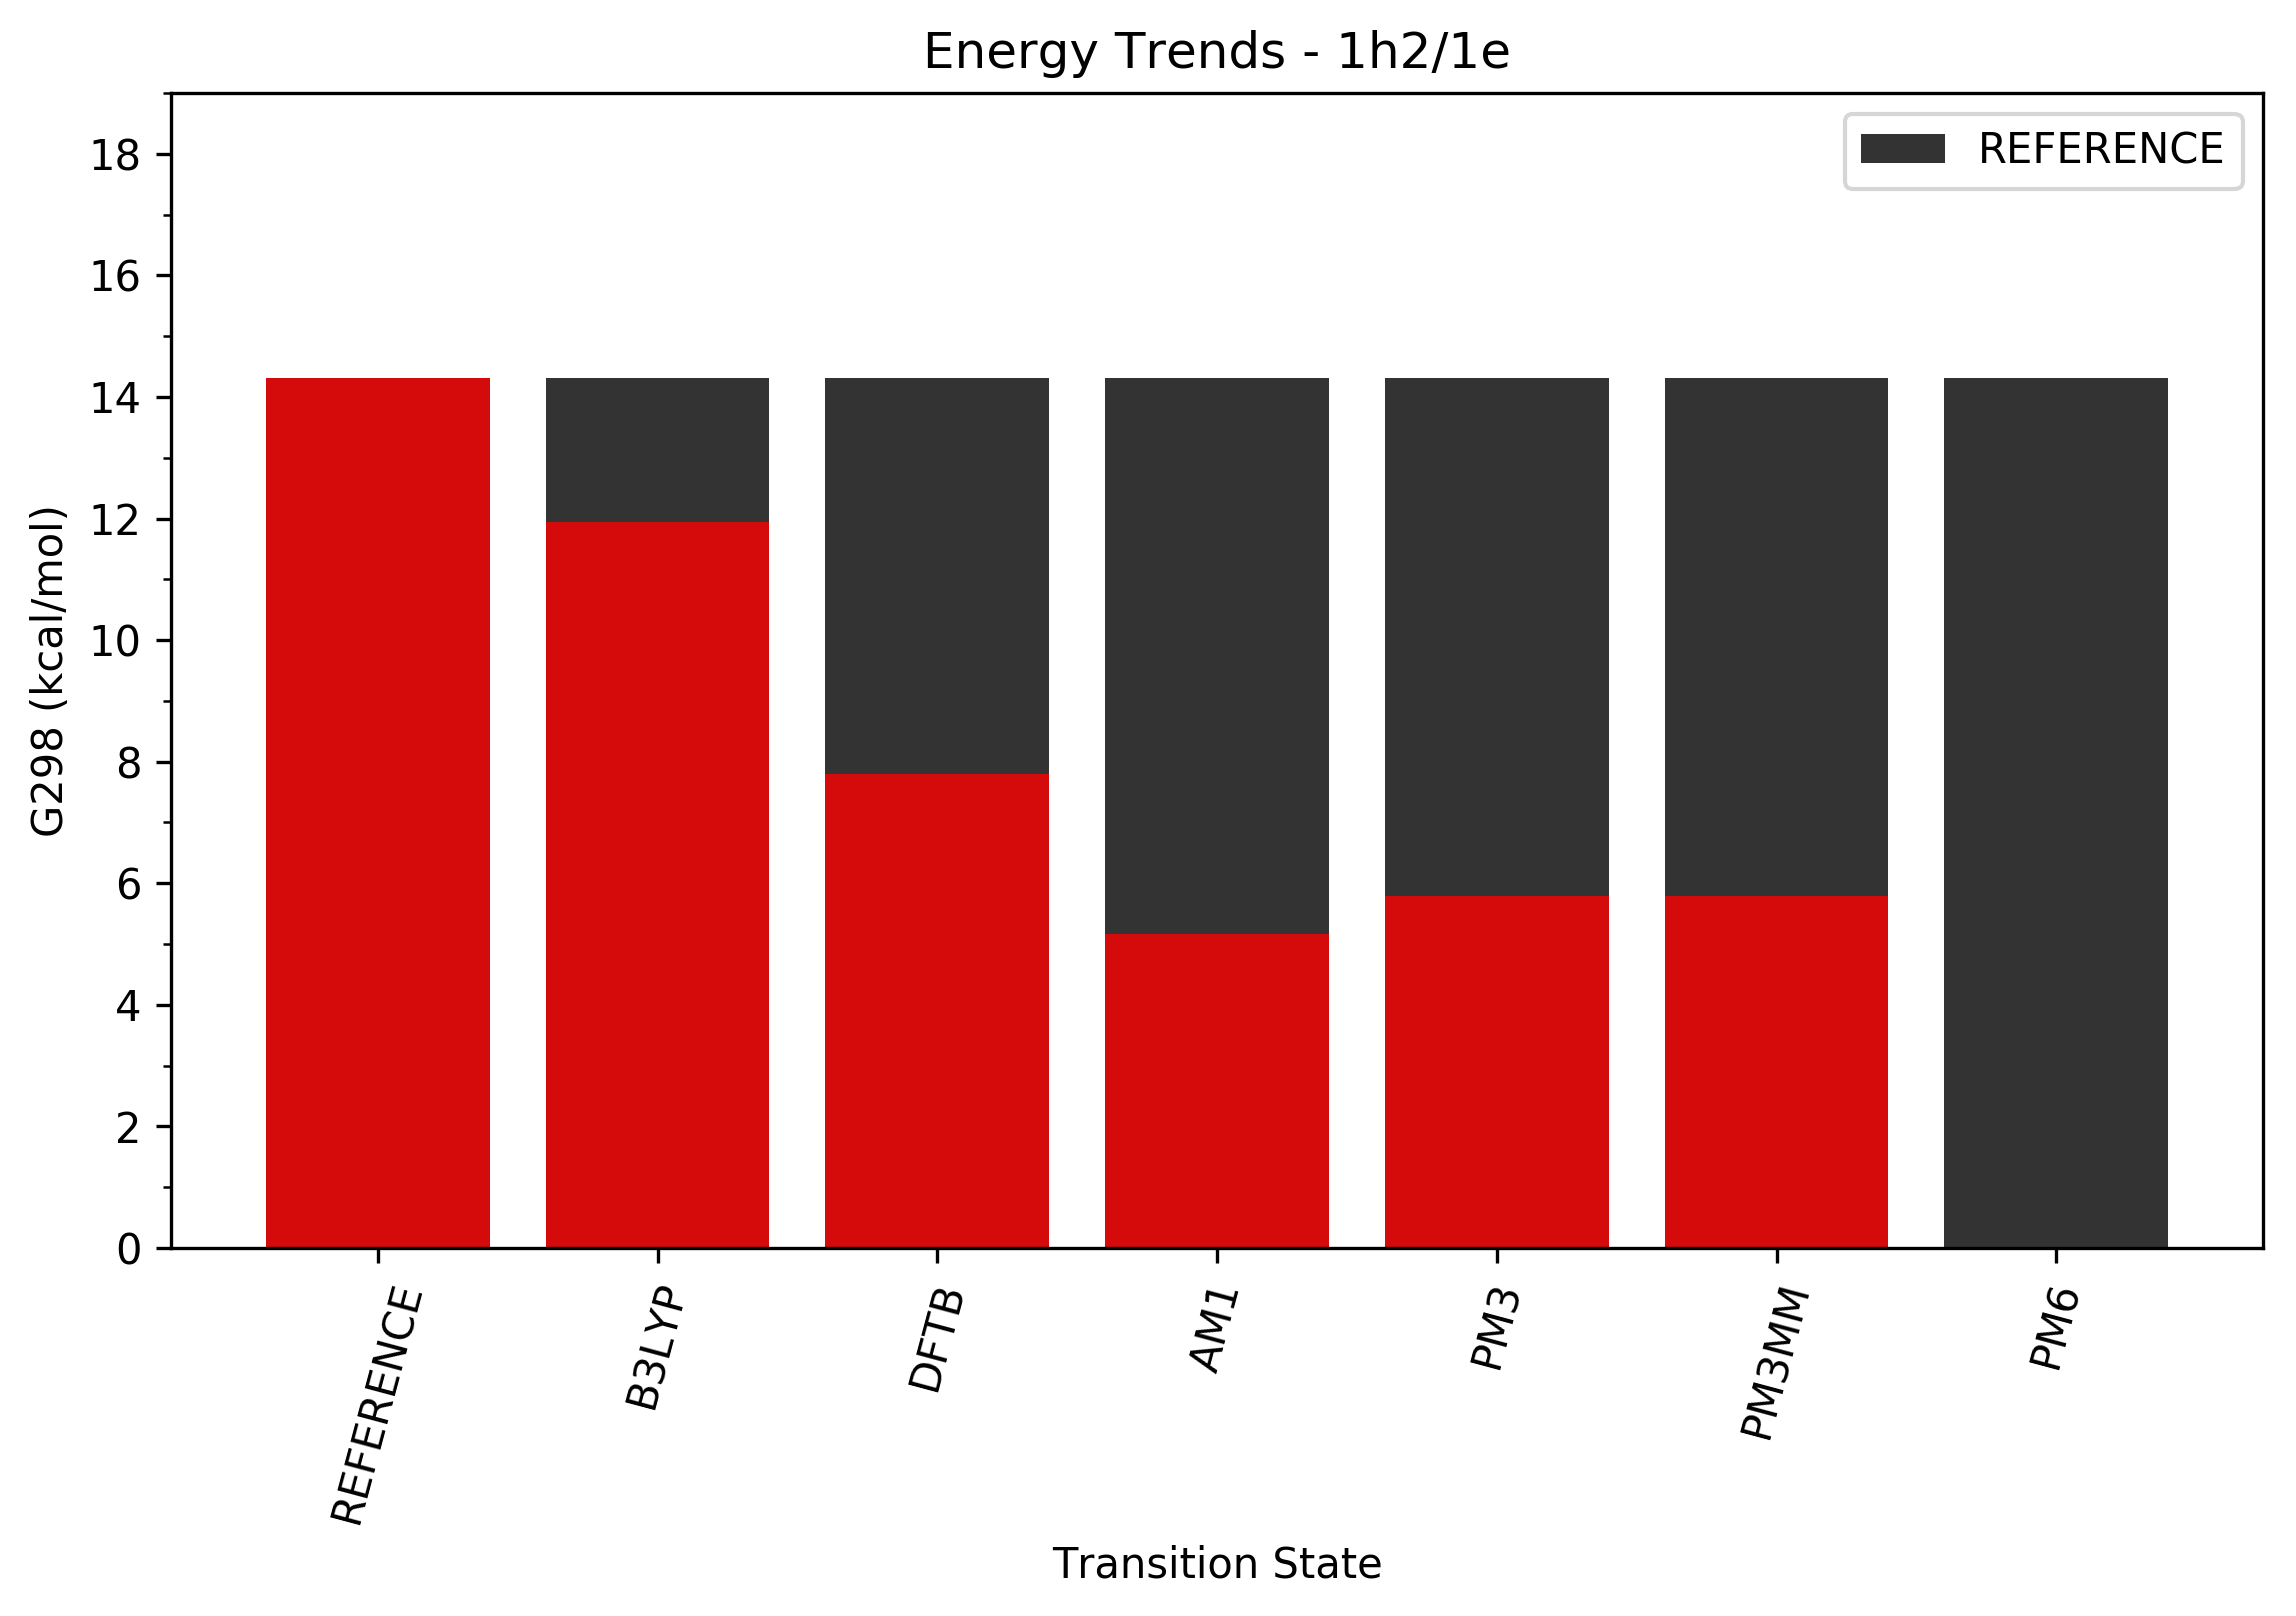 Energy Trends - 1h2/1e
REFERENCE
G298 (kcal/mol)
18
16
14
12
10
8
6
4
2
0
REFERENCE
B3LYP
DFTB
AM1
PM3
PM3MM
PM6
Transition State